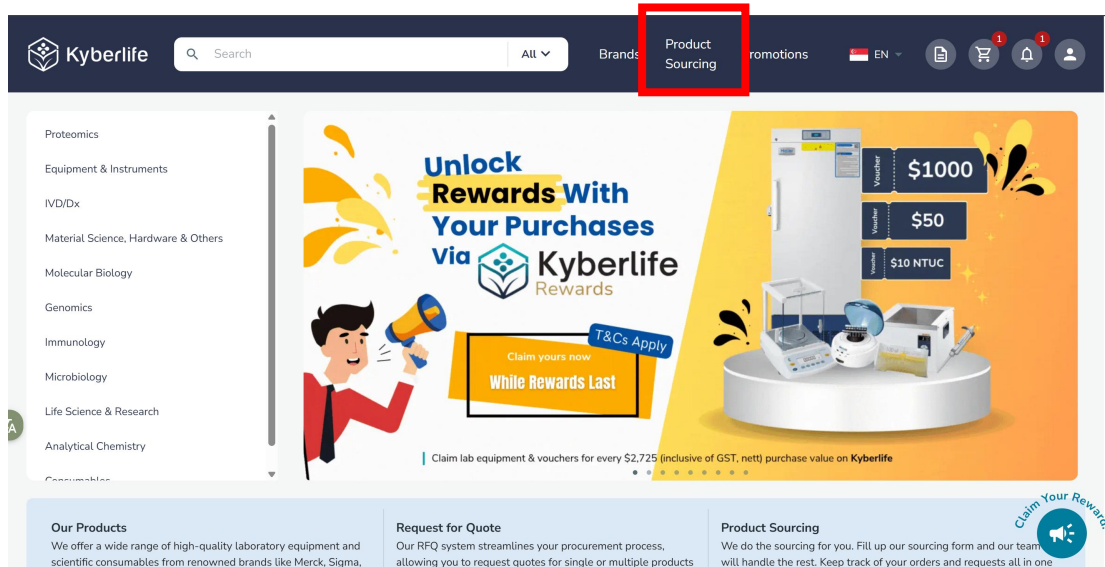 Kyberlife
Search
All
Brands
Product
Sourcing
romotions
EN
1
1
Proteomics
Equipment & Instruments
IVD/Dx
Material Science, Hardware & Others
Molecular Biology
Genomics
Immunology
Microbiology
Life Science & Research
Analytical Chemistry
Consumables
Unlock
Rewards With
Your Purchases
Via Kyberlife
Rewards
T&Cs Apply
Claim yours now
While Rewards Last
Voucher $1000
Voucher $50
Voucher $10 NTUC
Claim lab equipment & vouchers for every $2,725 (inclusive of GST, nett) purchase value on Kyberlife
Our Products
We offer a wide range of high-quality laboratory equipment and
scientific consumables from renowned brands like Merck, Sigma,
Request for Quote
Our RFQ system streamlines your procurement process,
allowing you to request quotes for single or multiple products
Product Sourcing
We do the sourcing for you. Fill up our sourcing form and our team
will handle the rest. Keep track of your orders and requests all in one
Claim Your Reward